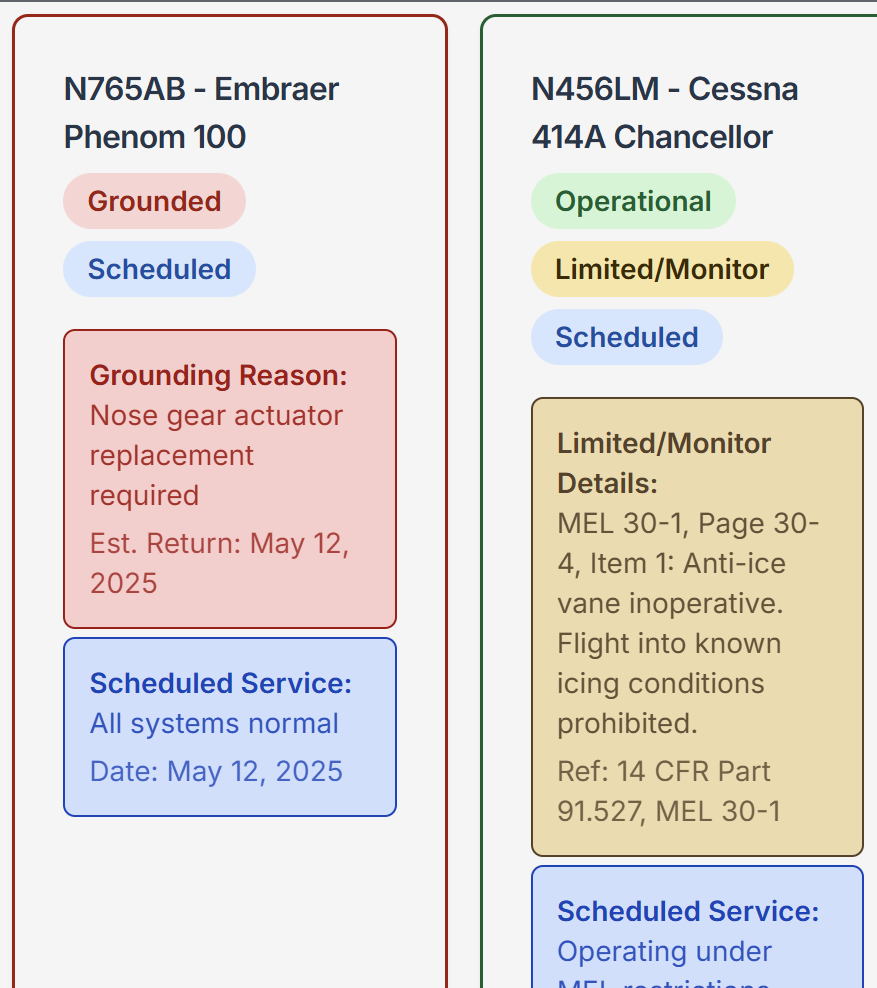 N765AB - Embraer
Phenom 100
Grounded
Scheduled
Grounding Reason:
Nose gear actuator
replacement
required
Est. Return: May 12,
2025
Scheduled Service:
All systems normal
Date: May 12, 2025
N456LM - Cessna
414A Chancellor
Operational
Limited/Monitor
Scheduled
Limited/Monitor
Details:
MEL 30-1, Page 30-
4, Item 1: Anti-ice
vane inoperative.
Flight into known
icing conditions
prohibited.
Ref: 14 CFR Part
91.527, MEL 30-1
Scheduled Service:
Operating under
MEL restrictions